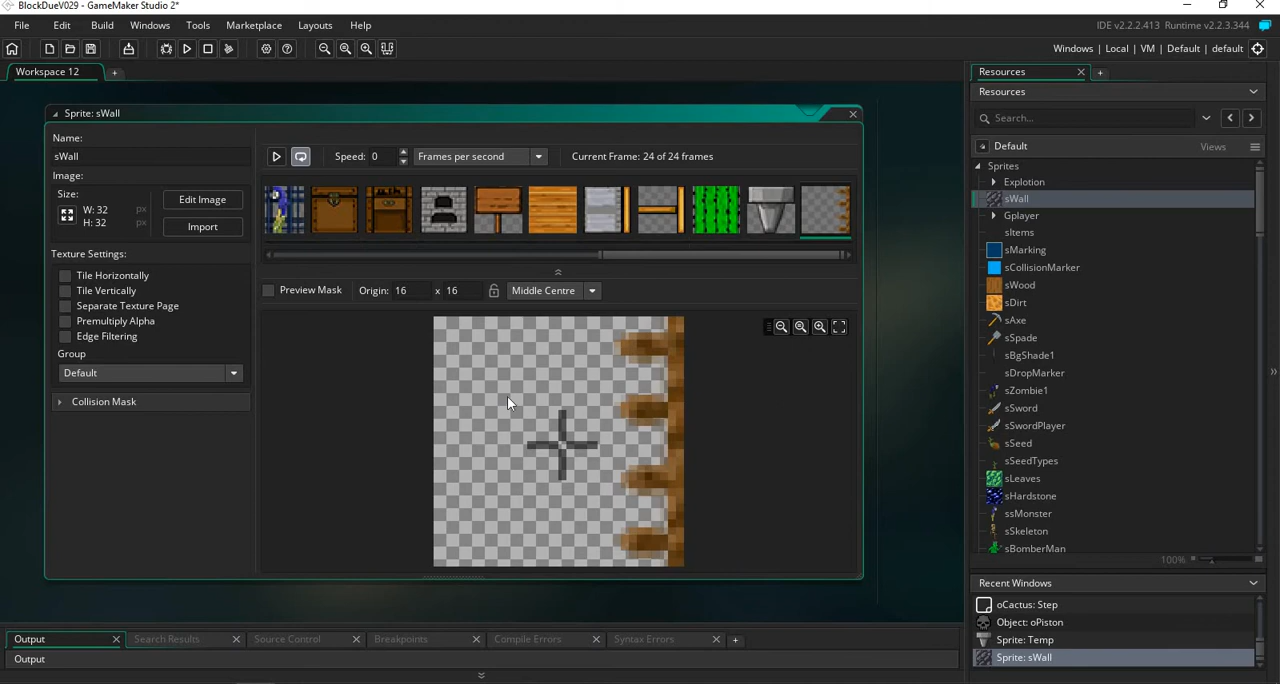 BlockDueV029 - GameMaker Studio 2*
File Edit Build Windows Tools Marketplace Layouts Help
IDE v2.2.2.413 Runtime v2.2.3.344
Windows | Local | VM | Default | default
Workspace 12
Resources
Resources
Search...
Default
Views
Sprites
Explotion
sWall
Gplayer
sItems
sMarking
sCollisionMarker
sWood
sDirt
sAxe
sSpade
sBgShade1
sDropMarker
sZombie1
sSword
sSwordPlayer
sSeed
sSeedTypes
sLeaves
sHardstone
ssMonster
sSkeleton
sBomberMan
100%
Recent Windows
oCactus: Step
Object: oPiston
Sprite: Temp
Sprite: sWall
Sprite: sWall
Name:
sWall
Image:
Size:
W: 32 px
H: 32 px
Edit Image
Import
Texture Settings:
Tile Horizontally
Tile Vertically
Separate Texture Page
Premultiply Alpha
Edge Filtering
Group
Default
Collision Mask
Speed: 0 Frames per second Current Frame: 24 of 24 frames
Preview Mask Origin: 16 x 16 Middle Centre
Output Search Results Source Control Breakpoints Compile Errors Syntax Errors
Output